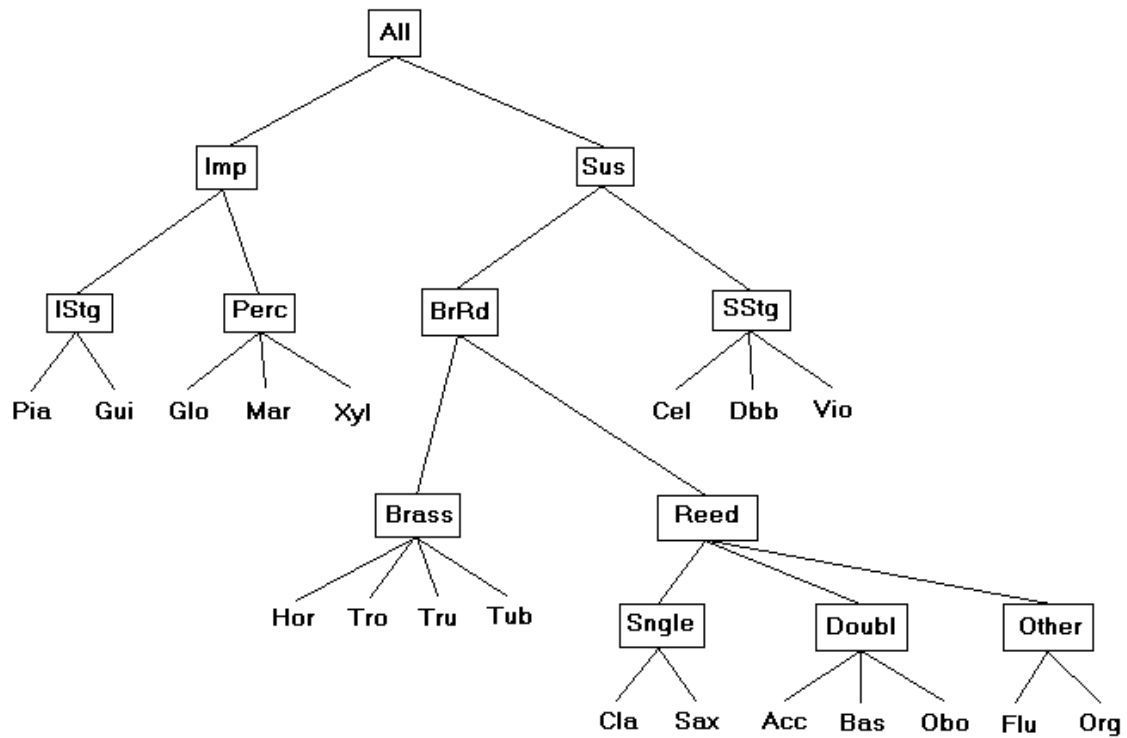 All
Imp Sus
IStg Perc BrRd SStg
Pia Gui Glo Mar Xyl Cel Dbb Vio
Brass Reed
Hor Tro Tru Tub Sngle Doubl Other
Cla Sax Acc Bas Obo Flu Org